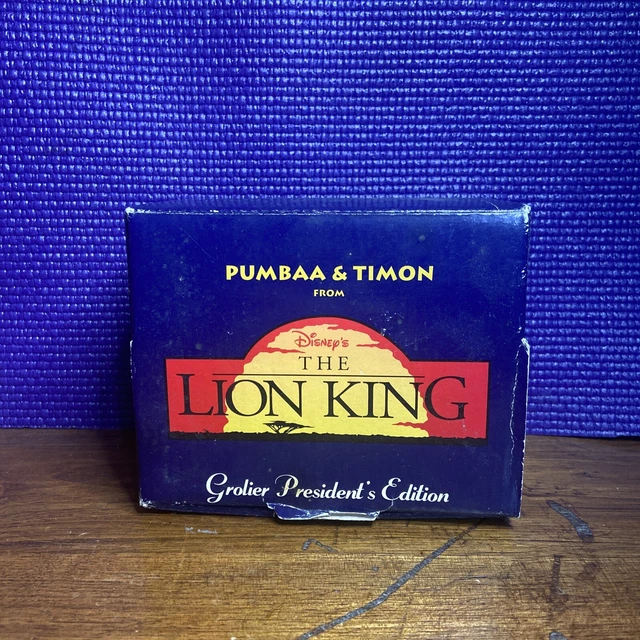 PUMBAA & TIMON
FROM
Disney's
THE
LION KING
Grolier President's Edition